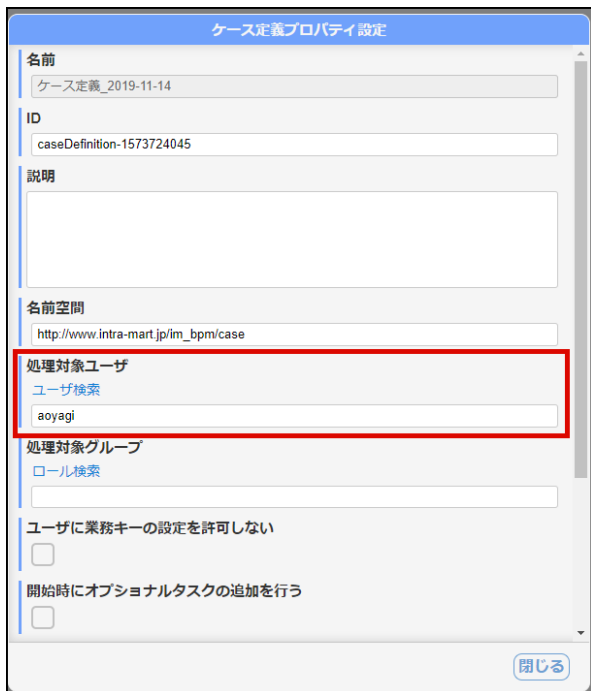 ケース定義プロパティ設定
名前
ケース定義_2019-11-14
ID
caseDefinition-1573724045
説明
名前空間
http://www.intra-mart.jp/im_bpm/case
処理対象ユーザ
ユーザ検索
aoyagi
処理対象グループ
ロール検索
ユーザに業務キーの設定を許可しない
開始時にオプショナルタスクの追加を行う
閉じる